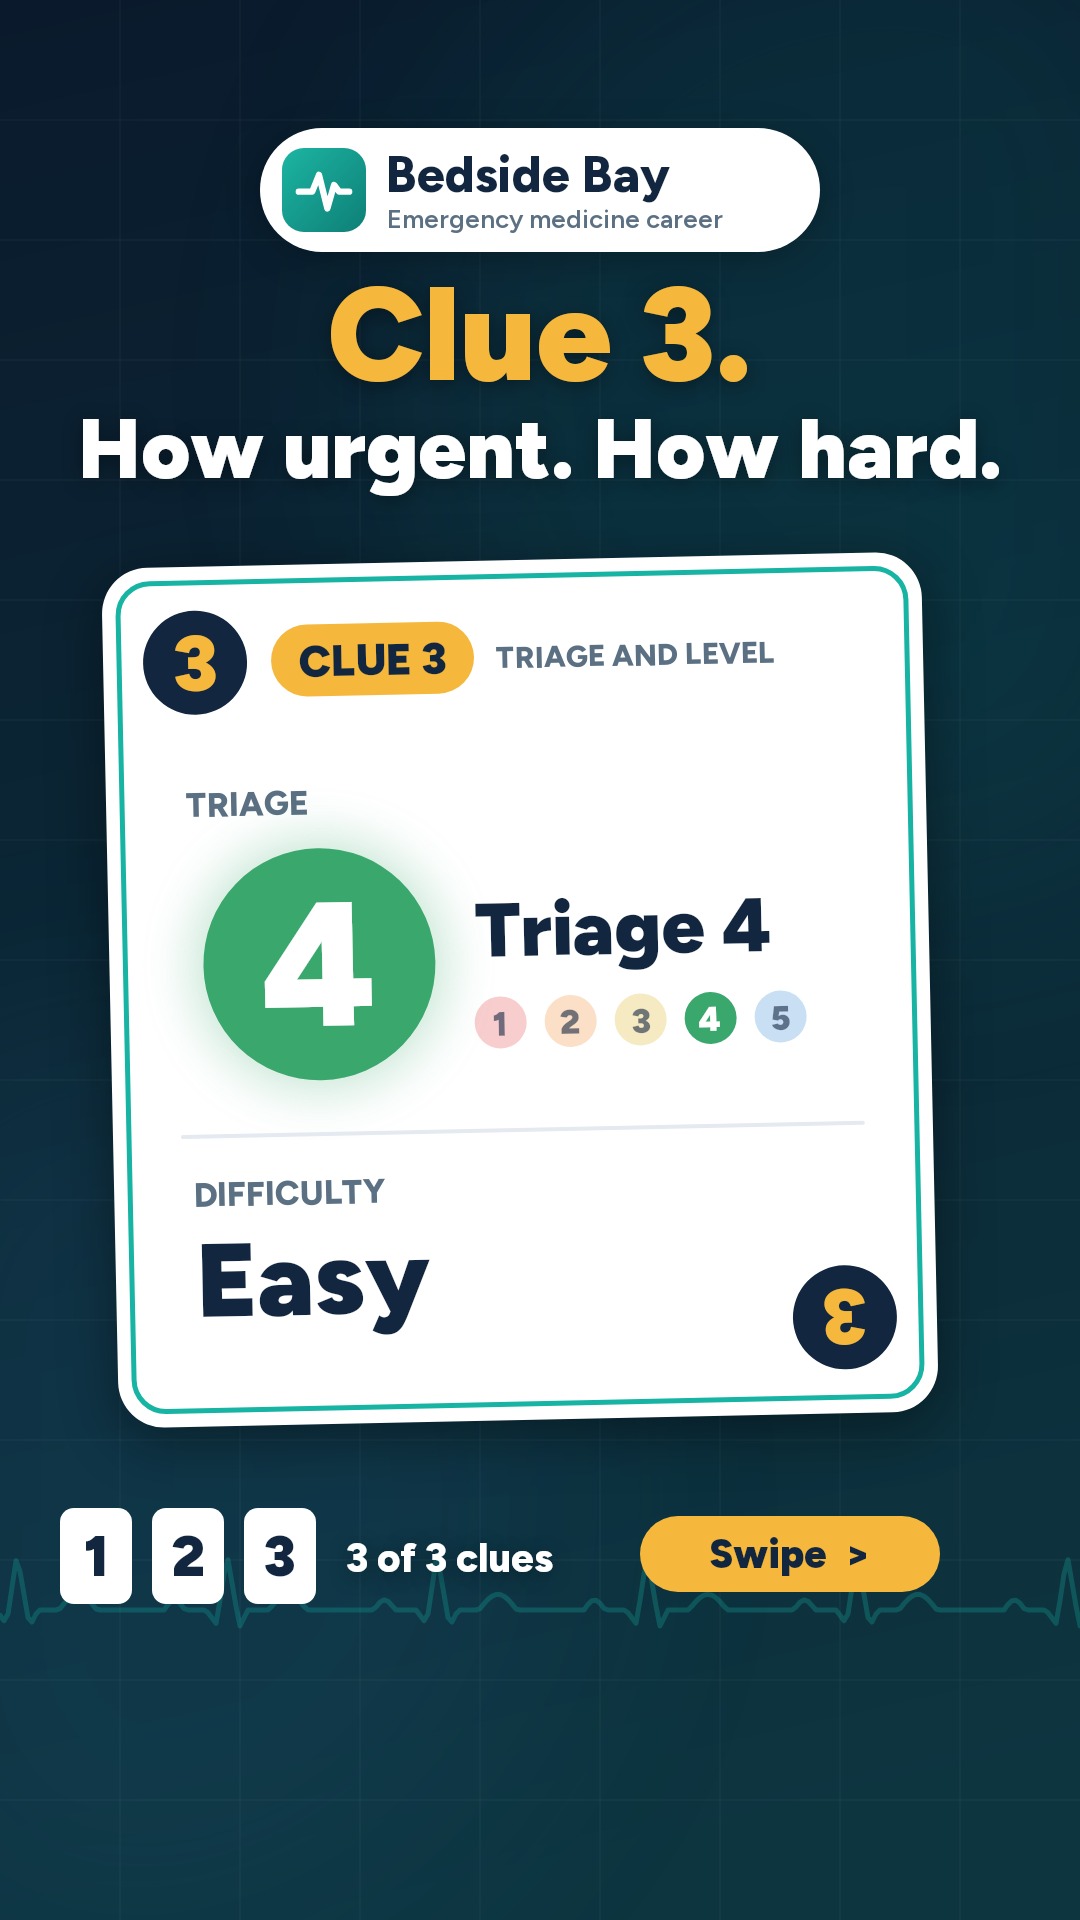 Bedside Bay
Emergency medicine career
Clue 3.
How urgent. How hard.
3 CLUE 3 TRIAGE AND LEVEL
TRIAGE
4
Triage 4
1 2 3 4 5
DIFFICULTY
Easy
3
1 2 3 3 of 3 clues
Swipe >